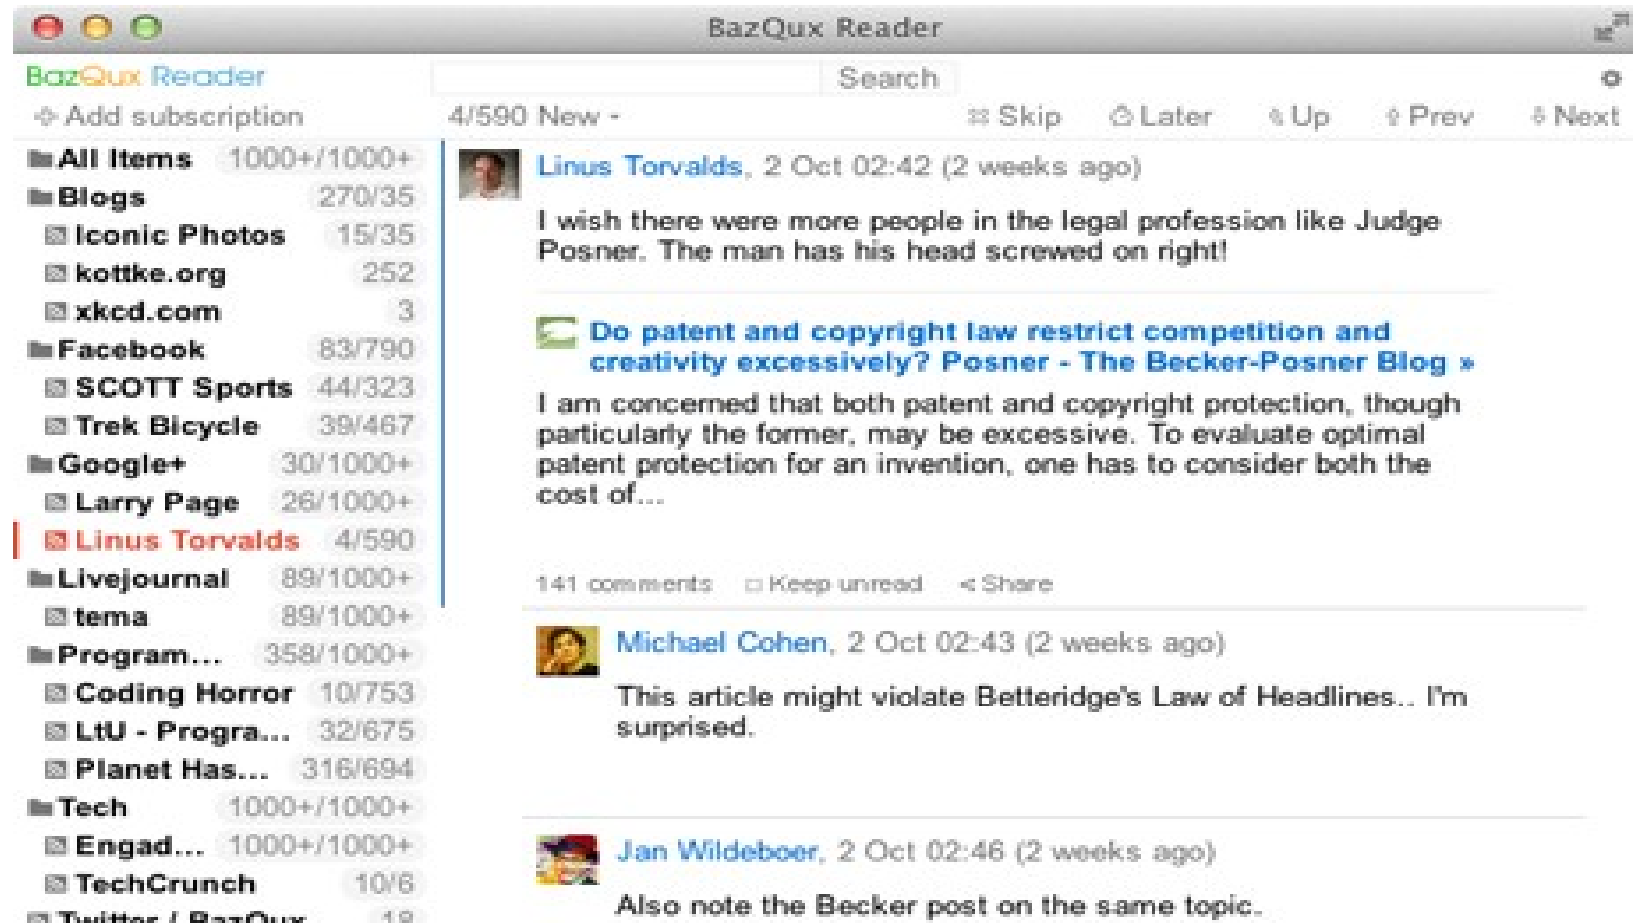 BazQux Reader
BazQux Reader
Search
Add subscription
4/590 New
Skip
Later
Up
Prev
Next
All Items 1000+/1000+
Blogs 270/35
Iconic Photos 15/35
kottke.org 252
xkcd.com 3
Facebook 83/790
SCOTT Sports 44/323
Trek Bicycle 39/467
Google+ 30/1000+
Larry Page 26/1000+
Linus Torvalds 4/590
Livejournal 89/1000+
tema 89/1000+
Program... 358/1000+
Coding Horror 10/753
LtU - Progra... 32/675
Planet Has... 316/694
Tech 1000+/1000+
Engad... 1000+/1000+
TechCrunch 10/6
Twitter / BazQux 18
Linus Torvalds, 2 Oct 02:42 (2 weeks ago)
I wish there were more people in the legal profession like Judge
Posner. The man has his head screwed on right!
Do patent and copyright law restrict competition and
creativity excessively? Posner - The Becker-Posner Blog »
I am concerned that both patent and copyright protection, though
particularly the former, may be excessive. To evaluate optimal
patent protection for an invention, one has to consider both the
cost of...
141 comments Keep unread Share
Michael Cohen, 2 Oct 02:43 (2 weeks ago)
This article might violate Betteridge's Law of Headlines.. I'm
surprised.
Jan Wildeboer, 2 Oct 02:46 (2 weeks ago)
Also note the Becker post on the same topic.